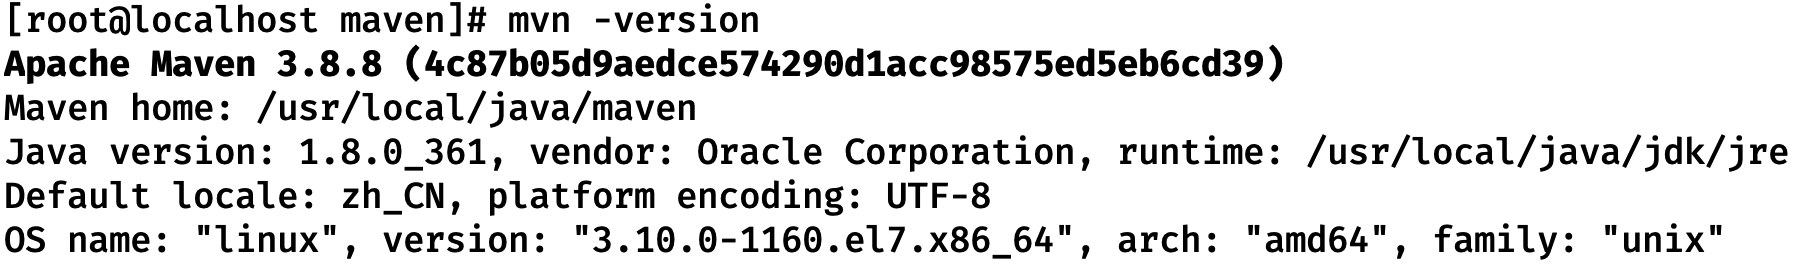 [root@localhost maven]# mvn -version
Apache Maven 3.8.8 (4c87b05d9aedce574290d1acc98575ed5eb6cd39)
Maven home: /usr/local/java/maven
Java version: 1.8.0_361, vendor: Oracle Corporation, runtime: /usr/local/java/jdk/jre
Default locale: zh_CN, platform encoding: UTF-8
OS name: "linux", version: "3.10.0-1160.el7.x86_64", arch: "amd64", family: "unix"